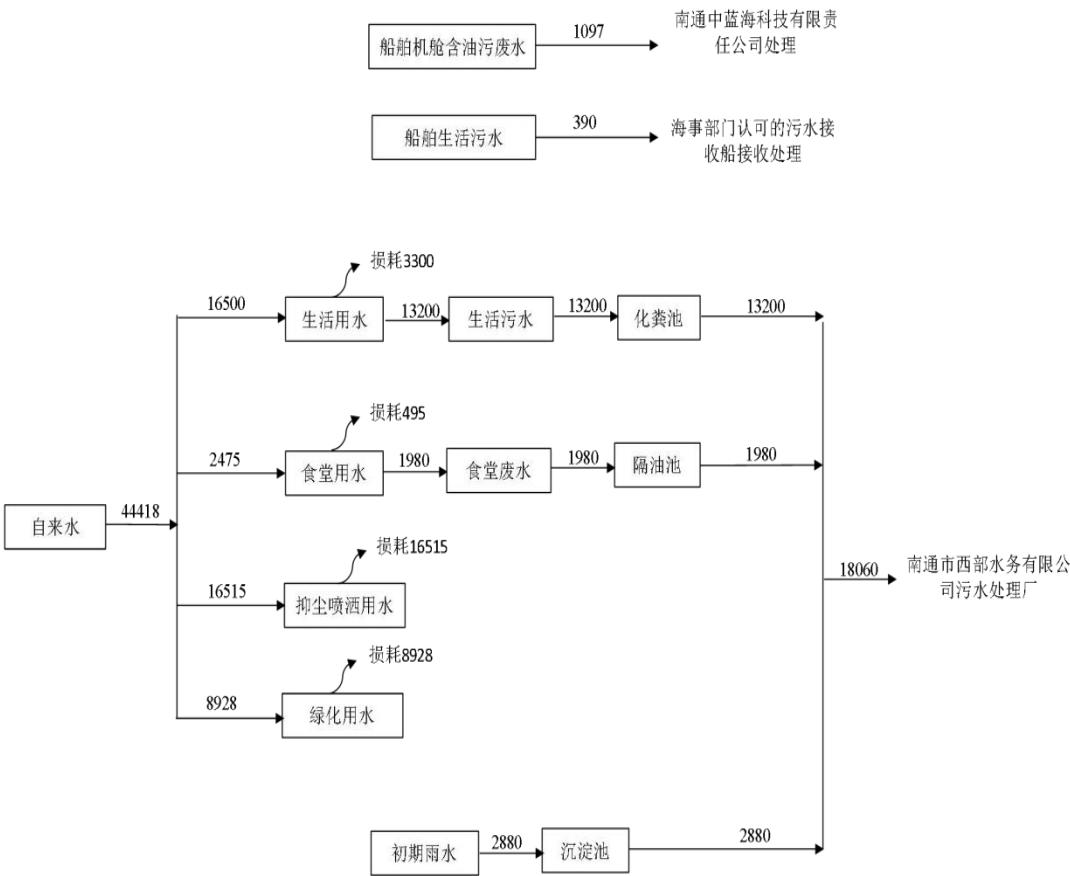 船舶机舱含油污废水
1097
南通中蓝海科技有限责
任公司处理
船舶生活污水
390
海事部门认可的污水接
收船接收处理
损耗3300
16500
生活用水
13200
生活污水
13200
化粪池
13200
损耗495
2475
食堂用水
1980
食堂废水
1980
隔油池
1980
自来水
44418
损耗16515
16515
抑尘喷洒用水
18060
南通市西部水务有限公
司污水处理厂
损耗8928
8928
绿化用水
初期雨水
2880
沉淀池
2880